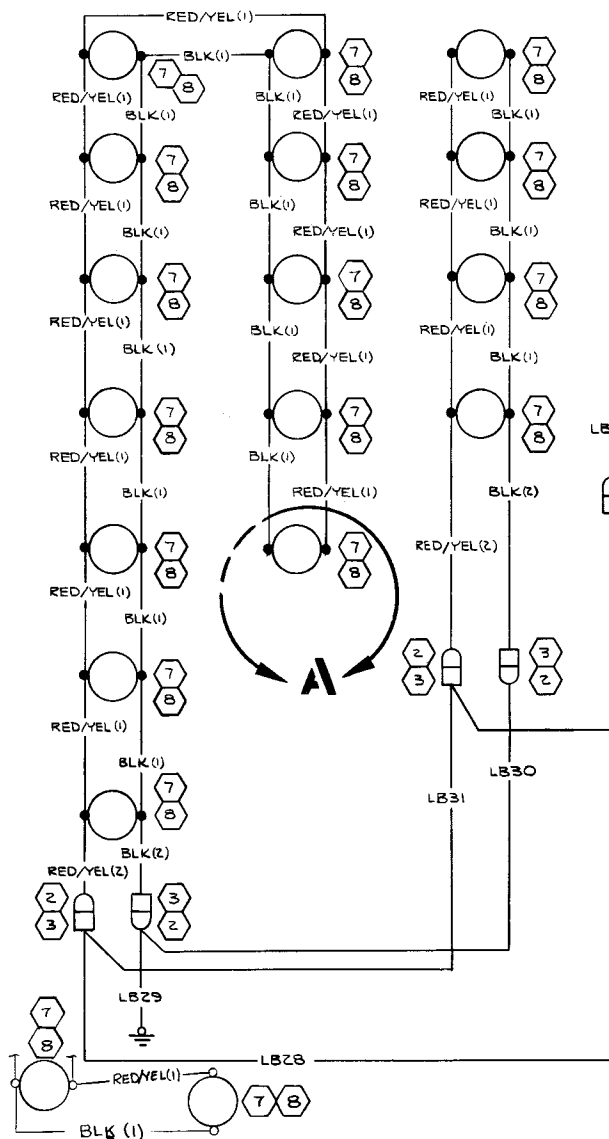 RED/YEL(1)
BLK(1)
7
8
7
8
7
8
RED/YEL(1)
BLK(1)
RED/YEL(1)
BLK(1)
RED/YEL(1)
BLK(1)
7
8
7
8
7
8
RED/YEL(1)
BLK(1)
RED/YEL(1)
BLK(1)
RED/YEL(1)
BLK(1)
7
8
7
8
7
8
RED/YEL(1)
BLK(1)
RED/YEL(1)
BLK(1)
RED/YEL(1)
BLK(1)
7
8
7
8
7
8
LB
RED/YEL(1)
BLK(1)
BLK(1)
RED/YEL(1)
BLK(2)
7
8
7
8
RED/YEL(2)
RED/YEL(1)
BLK(1)
A
2
3
3
2
7
8
RED/YEL(1)
BLK(1)
LB31
LB30
7
8
BLK(2)
RED/YEL(2)
2
3
3
2
LB29
7
8
LB28
RED/YEL(1)
7
8
BLK (1)